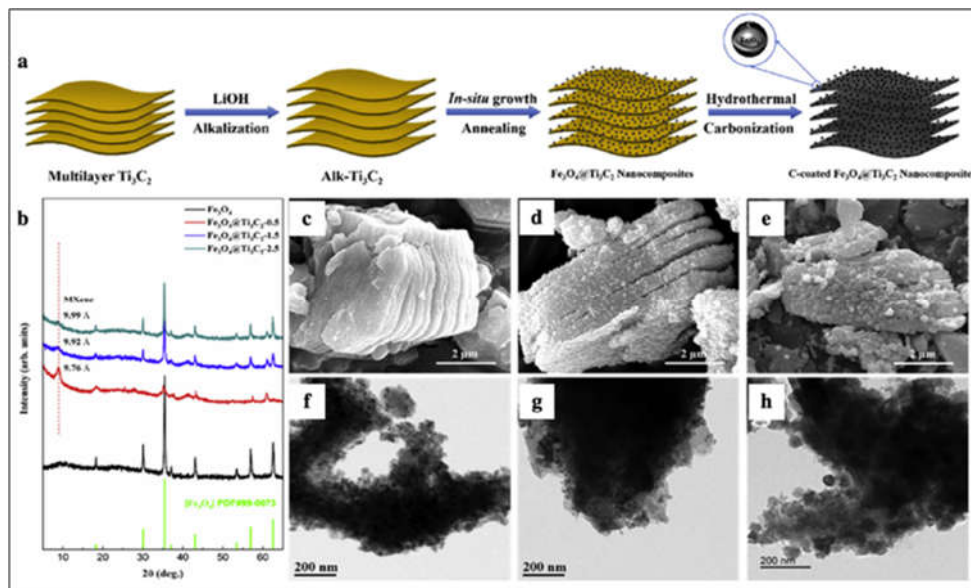 a
LiOH
Alkalization
In-situ growth
Annealing
Hydrothermal
Carbonization
Multilayer Ti₃C₂
Alk-Ti₃C₂
Fe₃O₄@Ti₃C₂ Nanocomposites
C-coated Fe₃O₄@Ti₃C₂ Nanocomposite
b
Fe₃O₄
Fe₃O₄@Ti₃C₂-0.5
Fe₃O₄@Ti₃C₂-1.5
Fe₃O₄@Ti₃C₂-2.5
MXene
9.99 Å
9.92 Å
9.76 Å
Intensity (arb. units)
10 20 30 40 50 60
2θ (deg.)
c
2 μm
d
2 μm
e
2 μm
f
200 nm
g
200 nm
h
200 nm